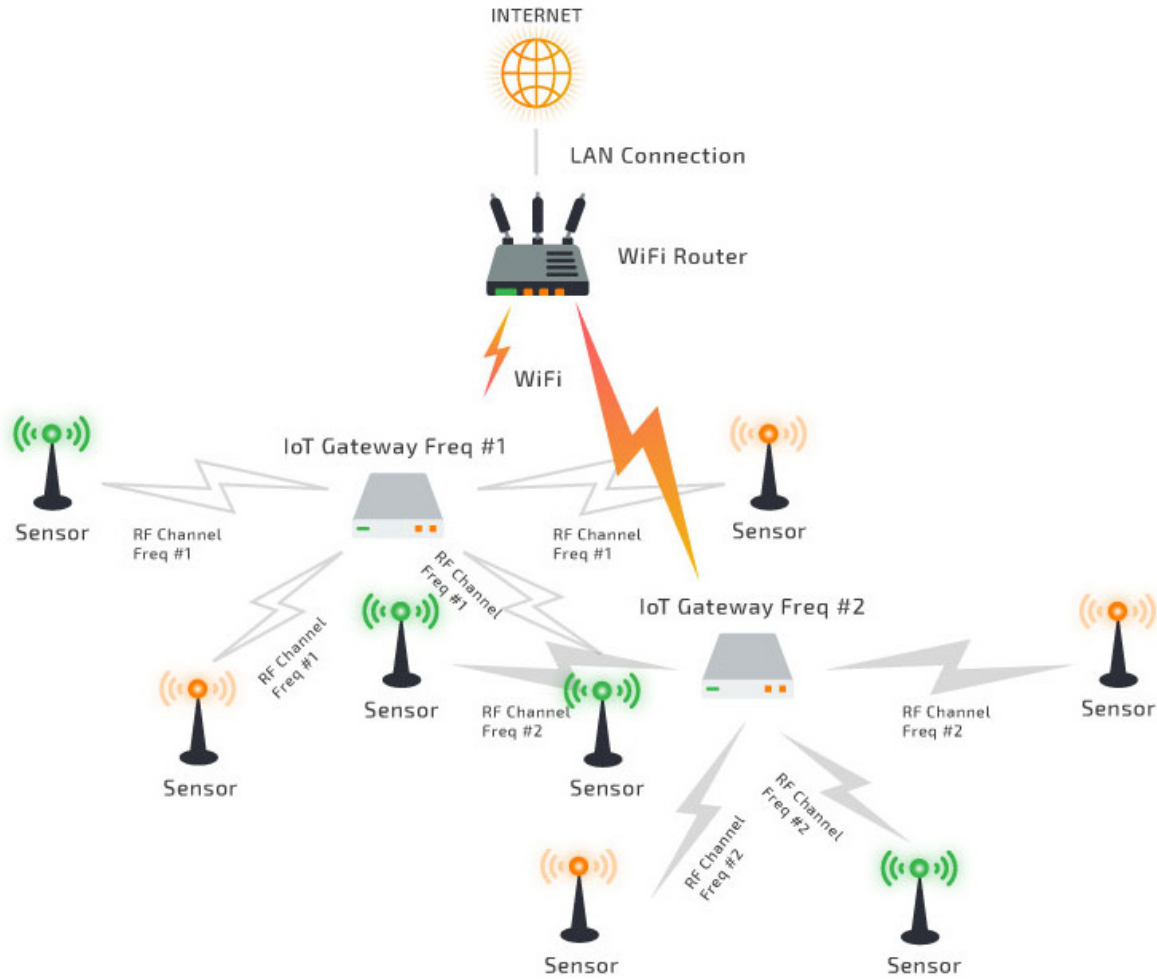 INTERNET
LAN Connection
WiFi Router
WiFi
IoT Gateway Freq #1
Sensor
RF Channel
Freq #1
RF Channel
Freq #1
Sensor
RF Channel
Freq #1
RF Channel
Freq #1
IoT Gateway Freq #2
Sensor
Sensor
RF Channel
Freq #2
Sensor
RF Channel
Freq #2
Sensor
Sensor
RF Channel
Freq #2
RF Channel
Freq #2
Sensor
Sensor